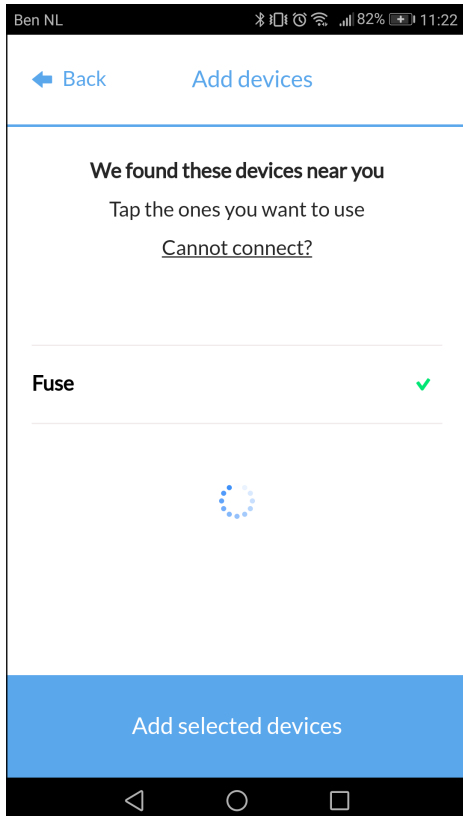 Ben NL 82% 11:22
Back Add devices
We found these devices near you
Tap the ones you want to use
Cannot connect?
Fuse
Add selected devices